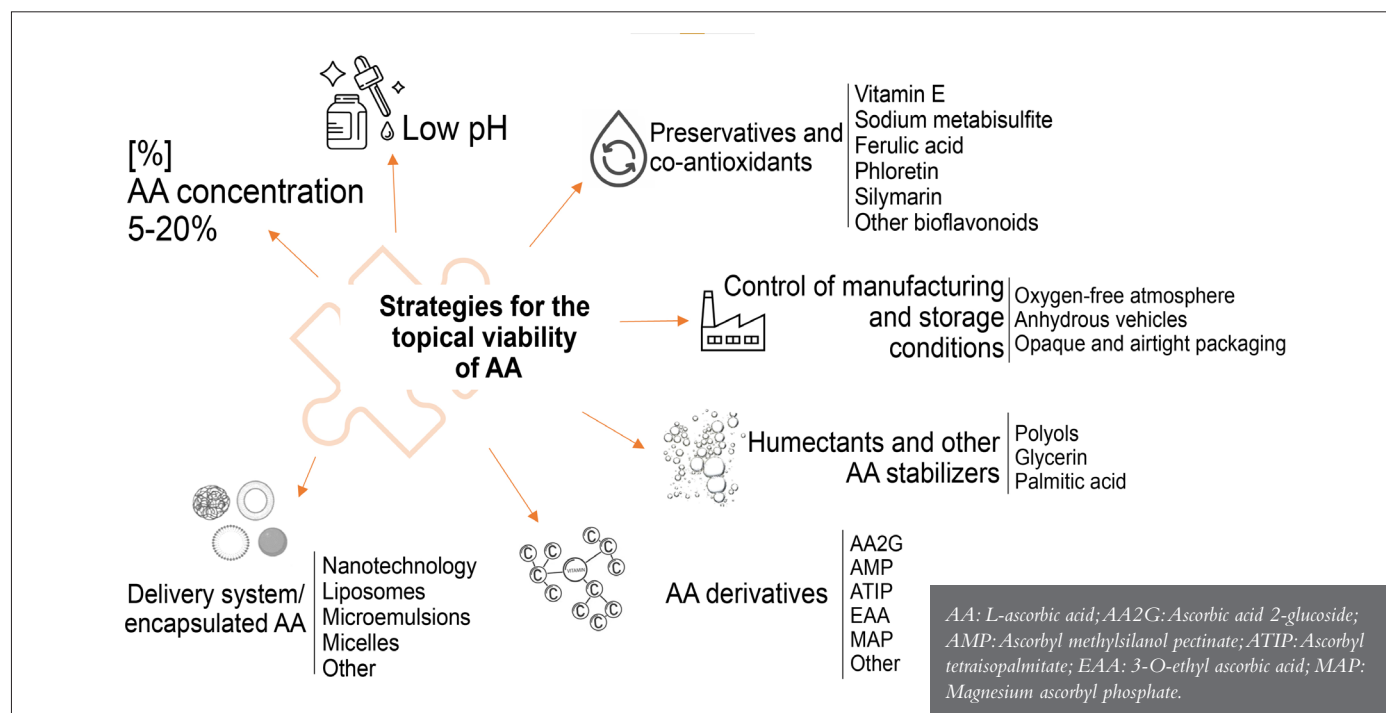 Low pH
[%]
AA concentration
5-20%
Preservatives and
co-antioxidants
Vitamin E
Sodium metabisulfite
Ferulic acid
Phloretin
Silymarin
Other bioflavonoids
Strategies for the
topical viability
of AA
Control of manufacturing
and storage
conditions
Oxygen-free atmosphere
Anhydrous vehicles
Opaque and airtight packaging
Humectants and other
AA stabilizers
Polyols
Glycerin
Palmitic acid
Delivery system/
encapsulated AA
Nanotechnology
Liposomes
Microemulsions
Micelles
Other
C
C
C
C
C
C
C
C
VITAMIN
C
C
C
C
AA derivatives
AA2G
AMP
ATIP
EAA
MAP
Other
AA: L-ascorbic acid; AA2G: Ascorbic acid 2-glucoside;
AMP: Ascorbyl methylsilanol pectinate; ATIP: Ascorbyl
tetraisopalmitate; EAA: 3-O-ethyl ascorbic acid; MAP:
Magnesium ascorbyl phosphate.